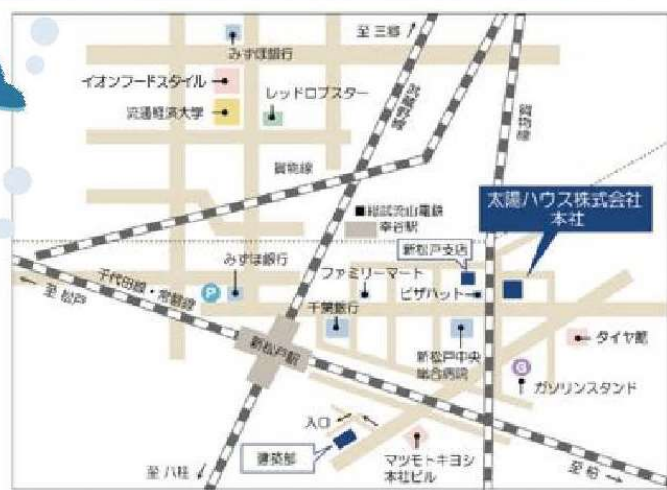 みずほ銀行
至 三郷
イオンフードスタイル
流通経済大学
レッドロブスター
武蔵野線
貨物線
貨物線
太陽ハウス株式会社
本社
■総武流山電鉄
幸谷駅
新松戸支店
みずほ銀行
ファミリーマート
ピザハット
千代田線・常磐線
P
至 松戸
千葉銀行
新松戸駅
新松戸中央
総合病院
タイヤ館
G
ガソリンスタンド
入口
建築部
マツモトキヨシ
本社ビル
至 八柱
至 柏